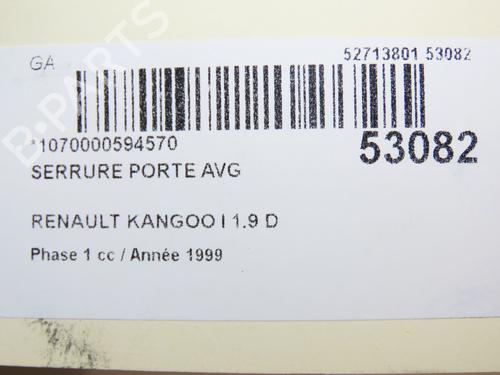 GA
52713801 53082
*1070000594570
53082
SERRURE PORTE AVG
RENAULT KANGOO I 1.9 D
Phase 1 cc / Année 1999
B-PARTS